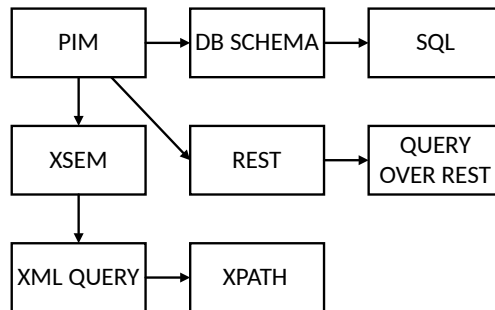 PIM
DB SCHEMA
SQL
XSEM
REST
QUERY
OVER REST
XML QUERY
XPATH